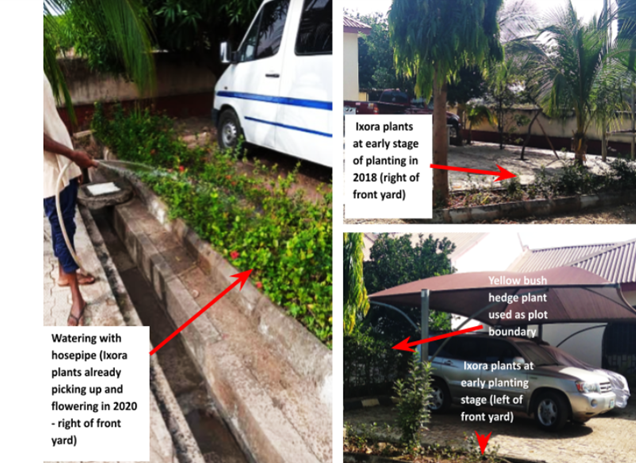 Watering with
hosepipe (Ixora
plants already
picking up and
flowering in 2020
- right of front
yard)
Ixora plants
at early stage
of planting in
2018 (right of
front yard)
Yellow bush
hedge plant
used as plot
boundary
Ixora plants at
early planting
stage (left of
front yard)